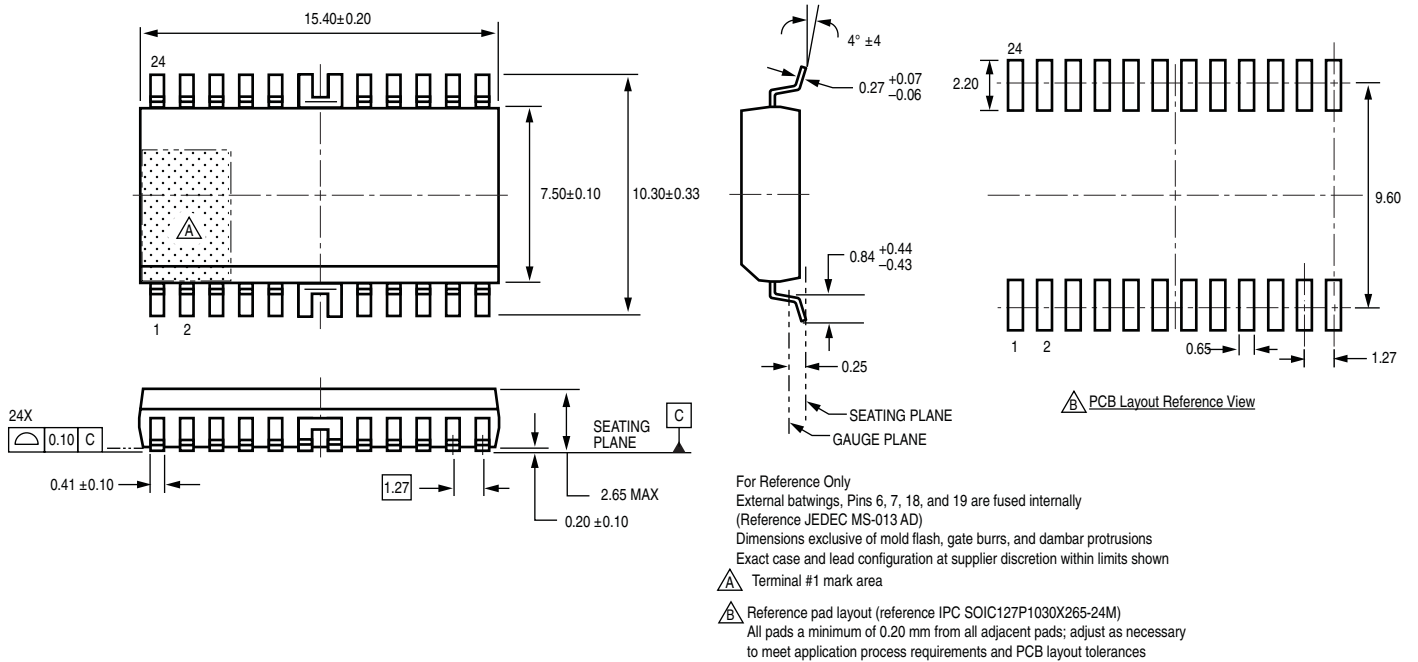 15.40±0.20
24
7.50±0.10
10.30±0.33
A
1 2
4° ±4
0.27 +0.07 −0.06
0.84 +0.44 −0.43
0.25
SEATING PLANE
GAUGE PLANE
24
2.20
9.60
1 2
0.65
1.27
B PCB Layout Reference View
24X
0.10 C
SEATING
PLANE
C
0.41 ±0.10
1.27
2.65 MAX
0.20 ±0.10
For Reference Only
External batwings, Pins 6, 7, 18, and 19 are fused internally
(Reference JEDEC MS-013 AD)
Dimensions exclusive of mold flash, gate burrs, and dambar protrusions
Exact case and lead configuration at supplier discretion within limits shown
A Terminal #1 mark area
B Reference pad layout (reference IPC SOIC127P1030X265-24M)
All pads a minimum of 0.20 mm from all adjacent pads; adjust as necessary
to meet application process requirements and PCB layout tolerances